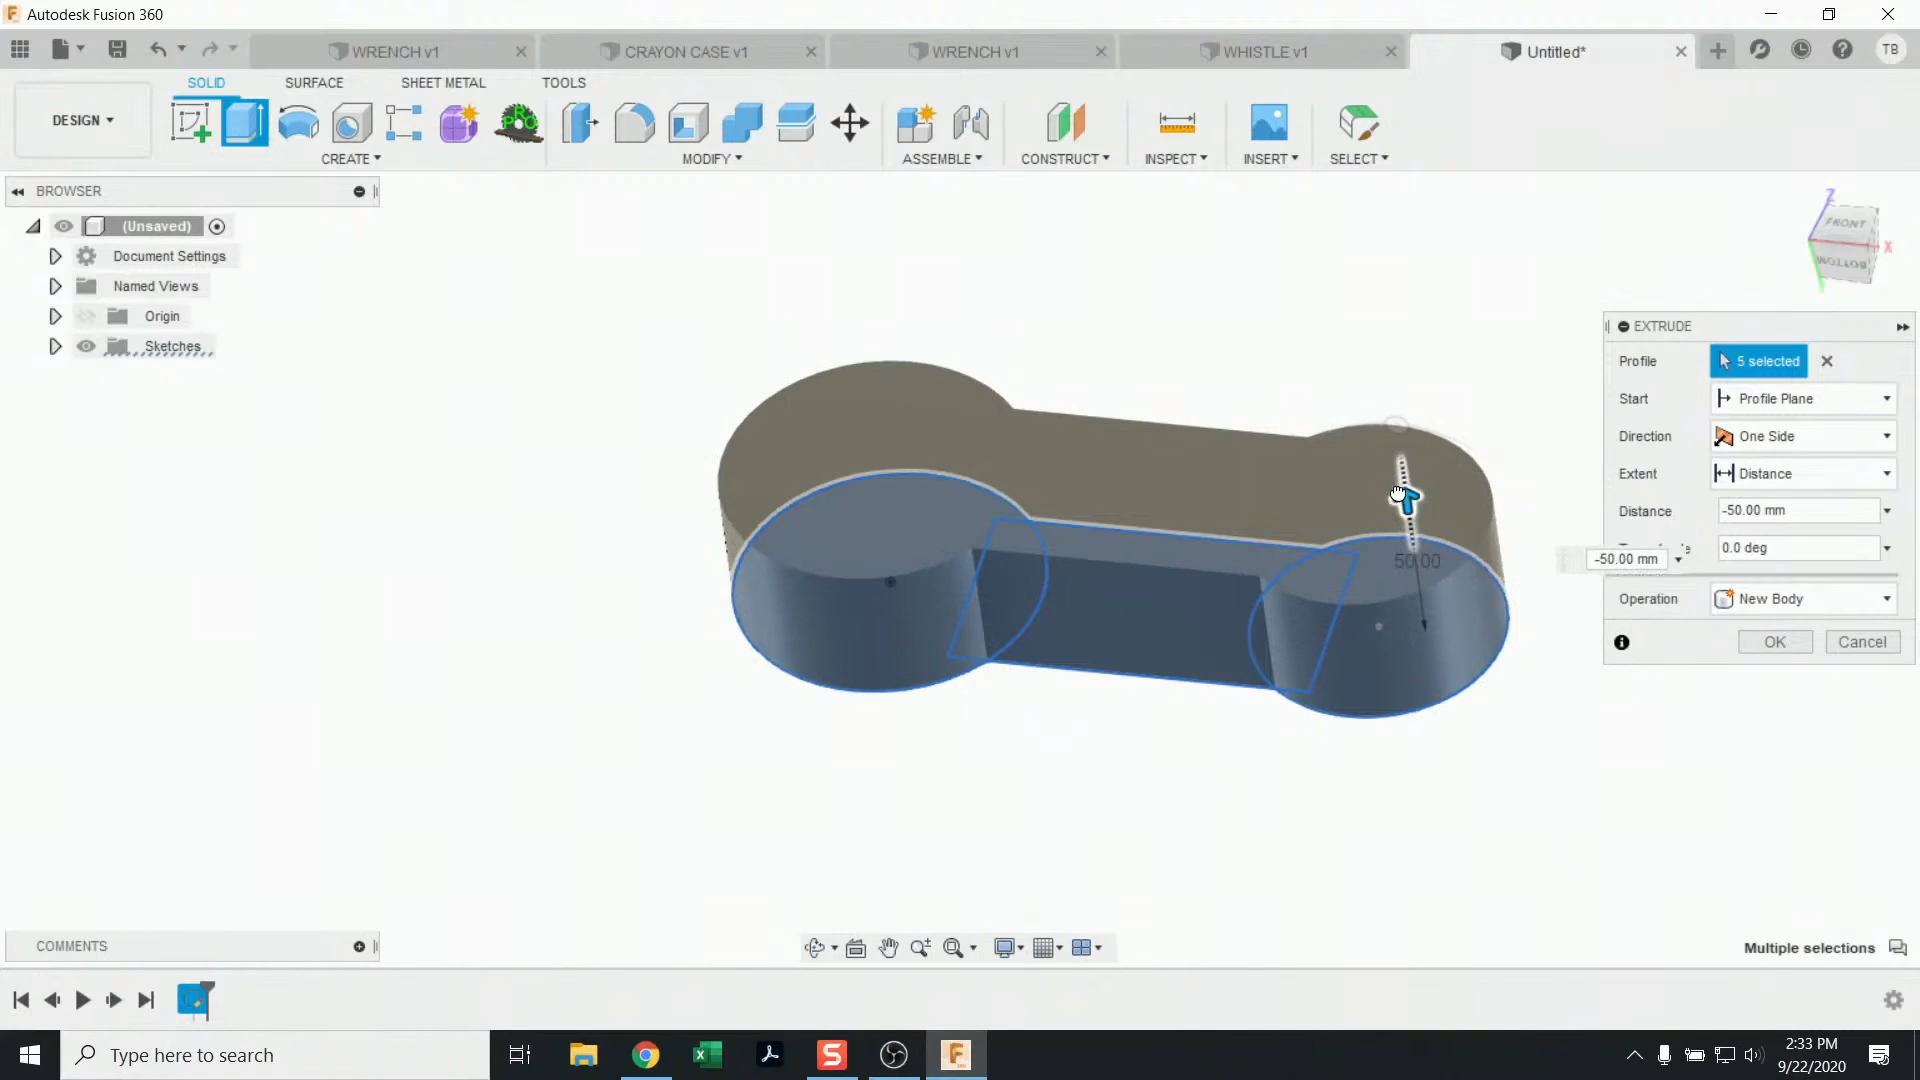 Autodesk Fusion 360
WRENCH v1
CRAYON CASE v1
WRENCH v1
WHISTLE v1
Untitled*
TB
SOLID
SURFACE
SHEET METAL
TOOLS
DESIGN
CREATE
MODIFY
ASSEMBLE
CONSTRUCT
INSPECT
INSERT
SELECT
BROWSER
(Unsaved)
Document Settings
Named Views
Origin
Sketches
Z
FRONT
X
BOTTOM
EXTRUDE
Profile
5 selected
Start
Profile Plane
Direction
One Side
Extent
Distance
Distance
-50.00 mm
0.0 deg
-50.00 mm
50.00
Operation
New Body
OK
Cancel
COMMENTS
Multiple selections
Type here to search
2:33 PM
9/22/2020